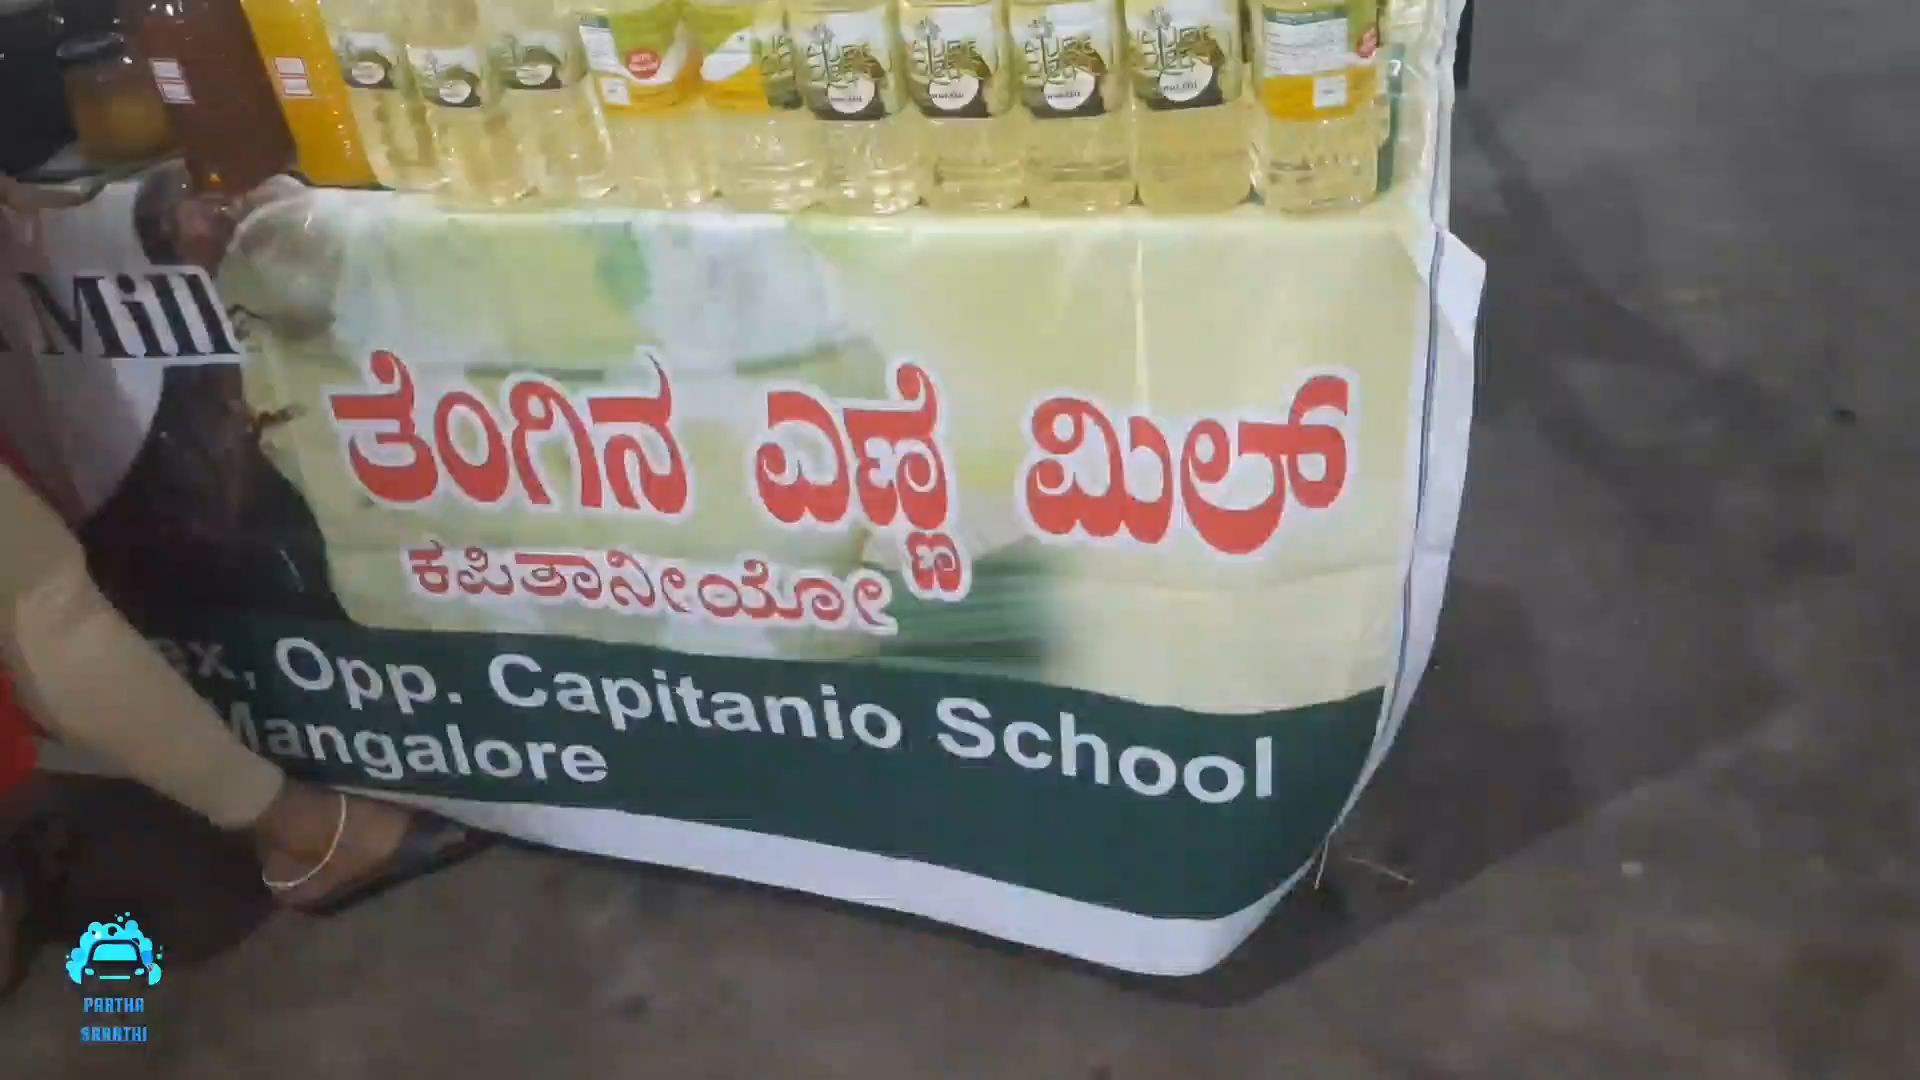 Mill
ತೆಂಗಿನ ಎಣ್ಣೆ ಮಿಲ್
ಕಪಿತಾನೀಯೋ
ex, Opp. Capitanio School
Mangalore
PARTHA
SARATHI